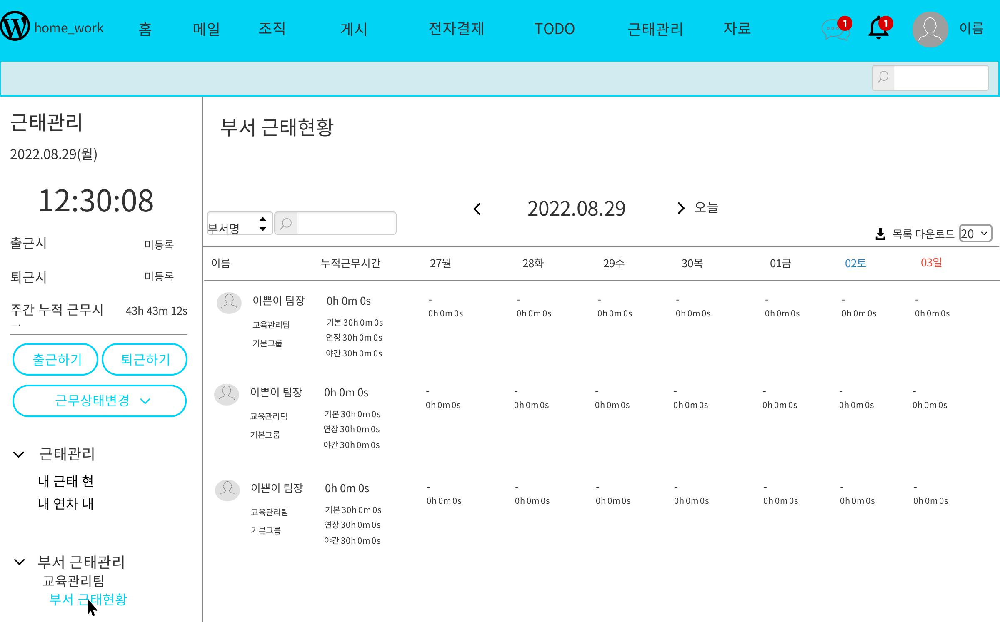 home_work 홈 메일 조직 게시 전자결제 TODO 근태관리 자료 1 1 이름
근태관리
2022.08.29(월)
12:30:08
출근시 미등록
퇴근시 미등록
주간 누적 근무시 43h 43m 12s
출근하기 퇴근하기
근무상태변경
근태관리
내 근태 현
내 연차 내
부서 근태관리
교육관리팀
부서 근태현황
부서 근태현황
2022.08.29 오늘
부서명
목록 다운로드 20
이름 누적근무시간 27월 28화 29수 30목 01금 02토 03일
이쁜이 팀장 0h 0m 0s - - - - - - -
0h 0m 0s 0h 0m 0s 0h 0m 0s 0h 0m 0s 0h 0m 0s 0h 0m 0s 0h 0m 0s
교육관리팀 기본 30h 0m 0s
연장 30h 0m 0s
기본그룹
야간 30h 0m 0s
이쁜이 팀장 0h 0m 0s - - - - - - -
0h 0m 0s 0h 0m 0s 0h 0m 0s 0h 0m 0s 0h 0m 0s 0h 0m 0s 0h 0m 0s
교육관리팀 기본 30h 0m 0s
연장 30h 0m 0s
기본그룹
야간 30h 0m 0s
이쁜이 팀장 0h 0m 0s - - - - - - -
0h 0m 0s 0h 0m 0s 0h 0m 0s 0h 0m 0s 0h 0m 0s 0h 0m 0s 0h 0m 0s
교육관리팀 기본 30h 0m 0s
연장 30h 0m 0s
기본그룹
야간 30h 0m 0s